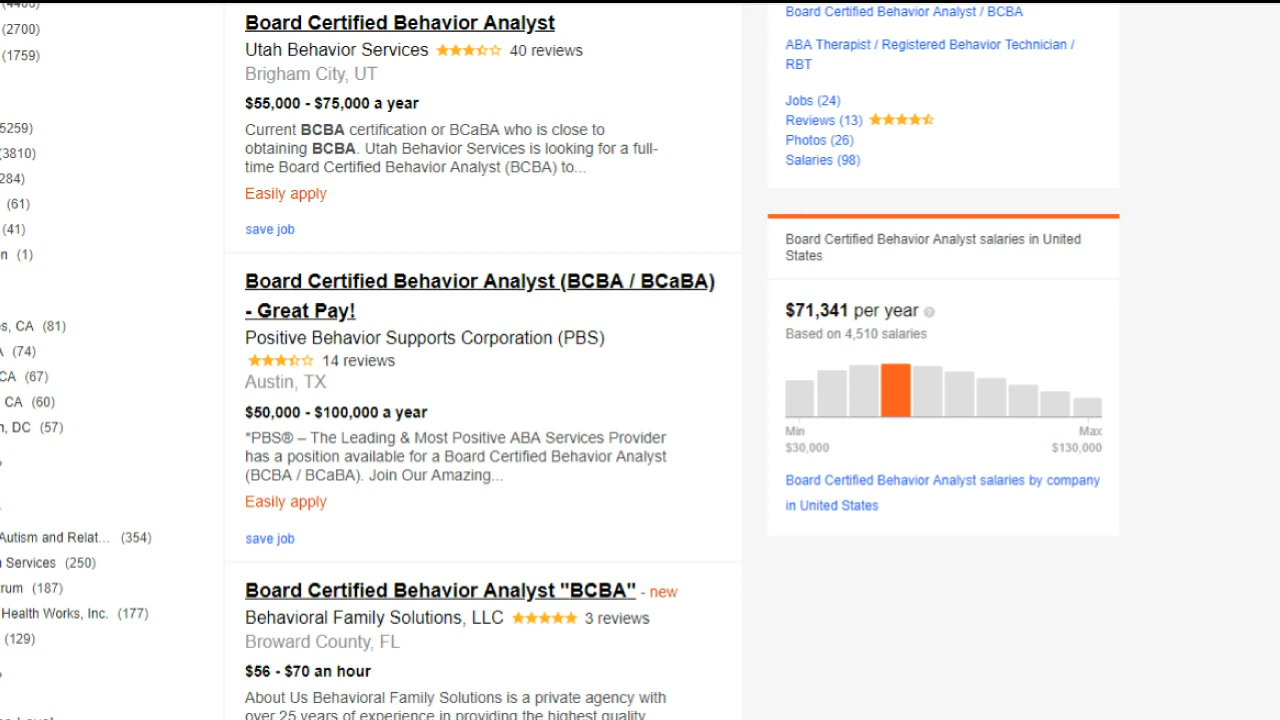 (2700)
(1759)
5259)
(3810)
284)
(61)
(41)
n (1)
s, CA (81)
(74)
CA (67)
CA (60)
n, DC (57)
Autism and Relat... (354)
Services (250)
rum (187)
Health Works, Inc. (177)
(129)
Board Certified Behavior Analyst
Utah Behavior Services 40 reviews
Brigham City, UT
$55,000 - $75,000 a year
Current BCBA certification or BCaBA who is close to
obtaining BCBA. Utah Behavior Services is looking for a full-
time Board Certified Behavior Analyst (BCBA) to...
Easily apply
save job
Board Certified Behavior Analyst (BCBA / BCaBA)
- Great Pay!
Positive Behavior Supports Corporation (PBS)
14 reviews
Austin, TX
$50,000 - $100,000 a year
*PBS® – The Leading & Most Positive ABA Services Provider
has a position available for a Board Certified Behavior Analyst
(BCBA / BCaBA). Join Our Amazing...
Easily apply
save job
Board Certified Behavior Analyst "BCBA" - new
Behavioral Family Solutions, LLC 3 reviews
Broward County, FL
$56 - $70 an hour
About Us Behavioral Family Solutions is a private agency with
over 25 years of experience in providing the highest quality
Board Certified Behavior Analyst / BCBA
ABA Therapist / Registered Behavior Technician /
RBT
Jobs (24)
Reviews (13)
Photos (26)
Salaries (98)
Board Certified Behavior Analyst salaries in United
States
$71,341 per year
Based on 4,510 salaries
Min Max
$30,000 $130,000
Board Certified Behavior Analyst salaries by company
in United States